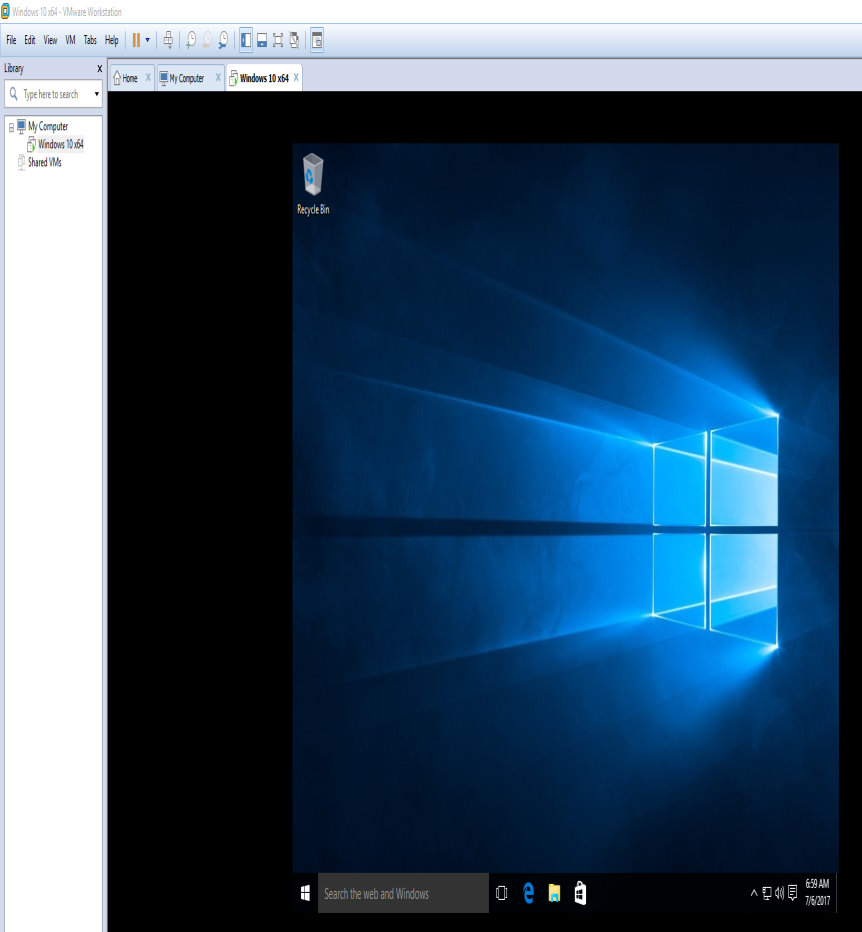 Windows 10 x64 - VMware Workstation
File Edit View VM Tabs Help
Library x
Home x My Computer x Windows 10 x64 x
Type here to search
My Computer
Windows 10 x64
Shared VMs
Recycle Bin
Search the web and Windows
6:59 AM
7/6/2017